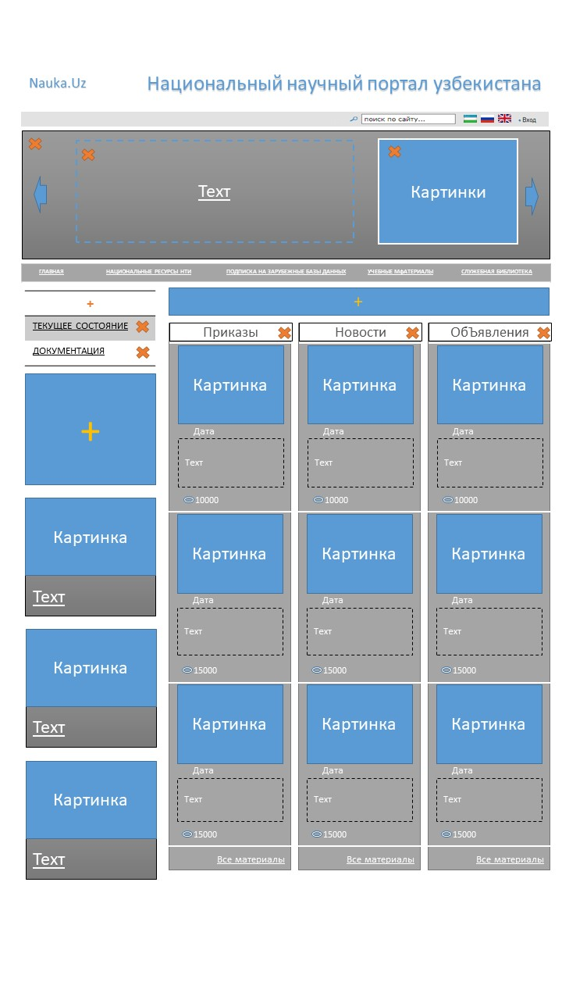 Nauka.Uz
Национальный научный портал узбекистана
поиск по сайту...
Вход
Текст
Картинки
ГЛАВНАЯ
НАЦИОНАЛЬНЫЕ РЕСУРСЫ НТИ
ПОДПИСКА НА ЗАРУБЕЖНЫЕ БАЗЫ ДАННЫХ
УЧЕБНЫЕ МфАТЕРИАЛЫ
СЛУЖЕБНАЯ БИБЛИОТЕКА
+
ТЕКУЩЕЕ СОСТОЯНИЕ
ДОКУМЕНТАЦИЯ
+
Картинка
Текст
Картинка
Текст
Картинка
Текст
+
Приказы
Картинка
Дата
Текст
10000
Картинка
Дата
Текст
15000
Картинка
Дата
Текст
15000
Все материалы
Новости
Картинка
Дата
Текст
10000
Картинка
Дата
Текст
15000
Картинка
Дата
Текст
15000
Все материалы
ОбЪявления
Картинка
Дата
Текст
10000
Картинка
Дата
Текст
15000
Картинка
Дата
Текст
15000
Все материалы